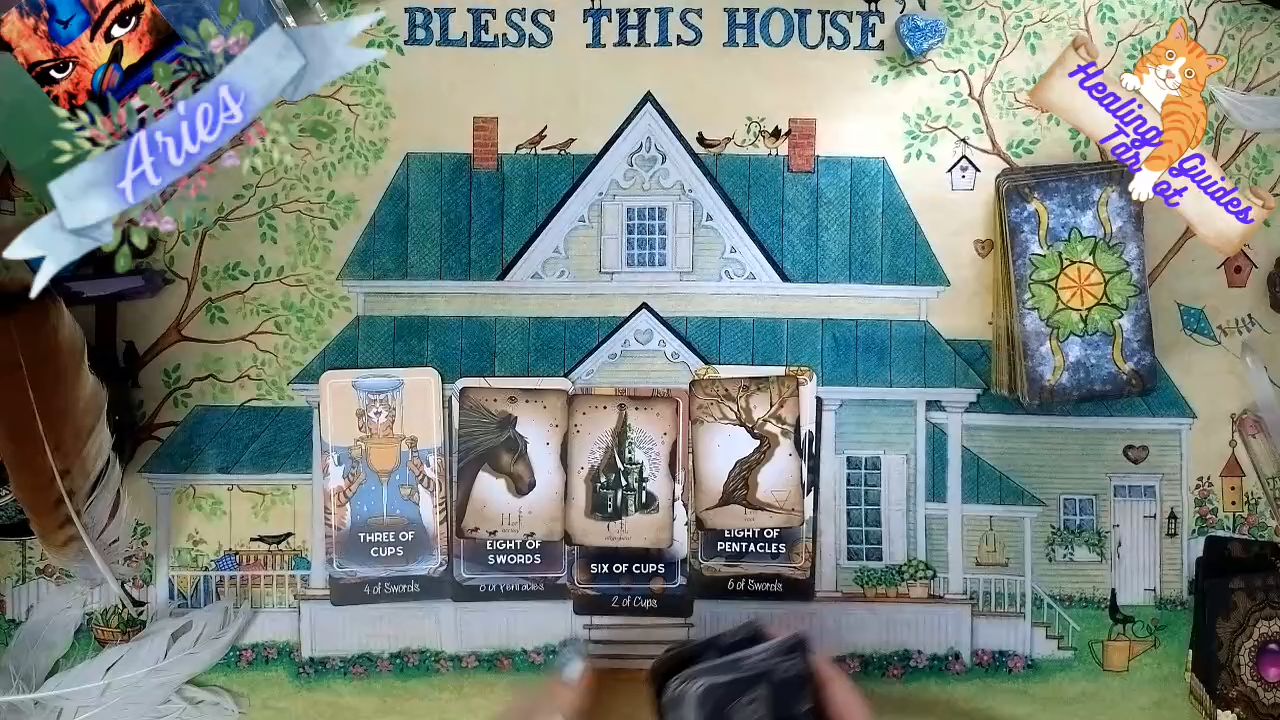 BLESS THIS HOUSE
Aries
Healing Guides
Tarot
THREE OF
CUPS
4 of Swords
EIGHT OF
SWORDS
of Pentacles
SIX OF CUPS
2 of Cups
EIGHT OF
PENTACLES
6 of Swords